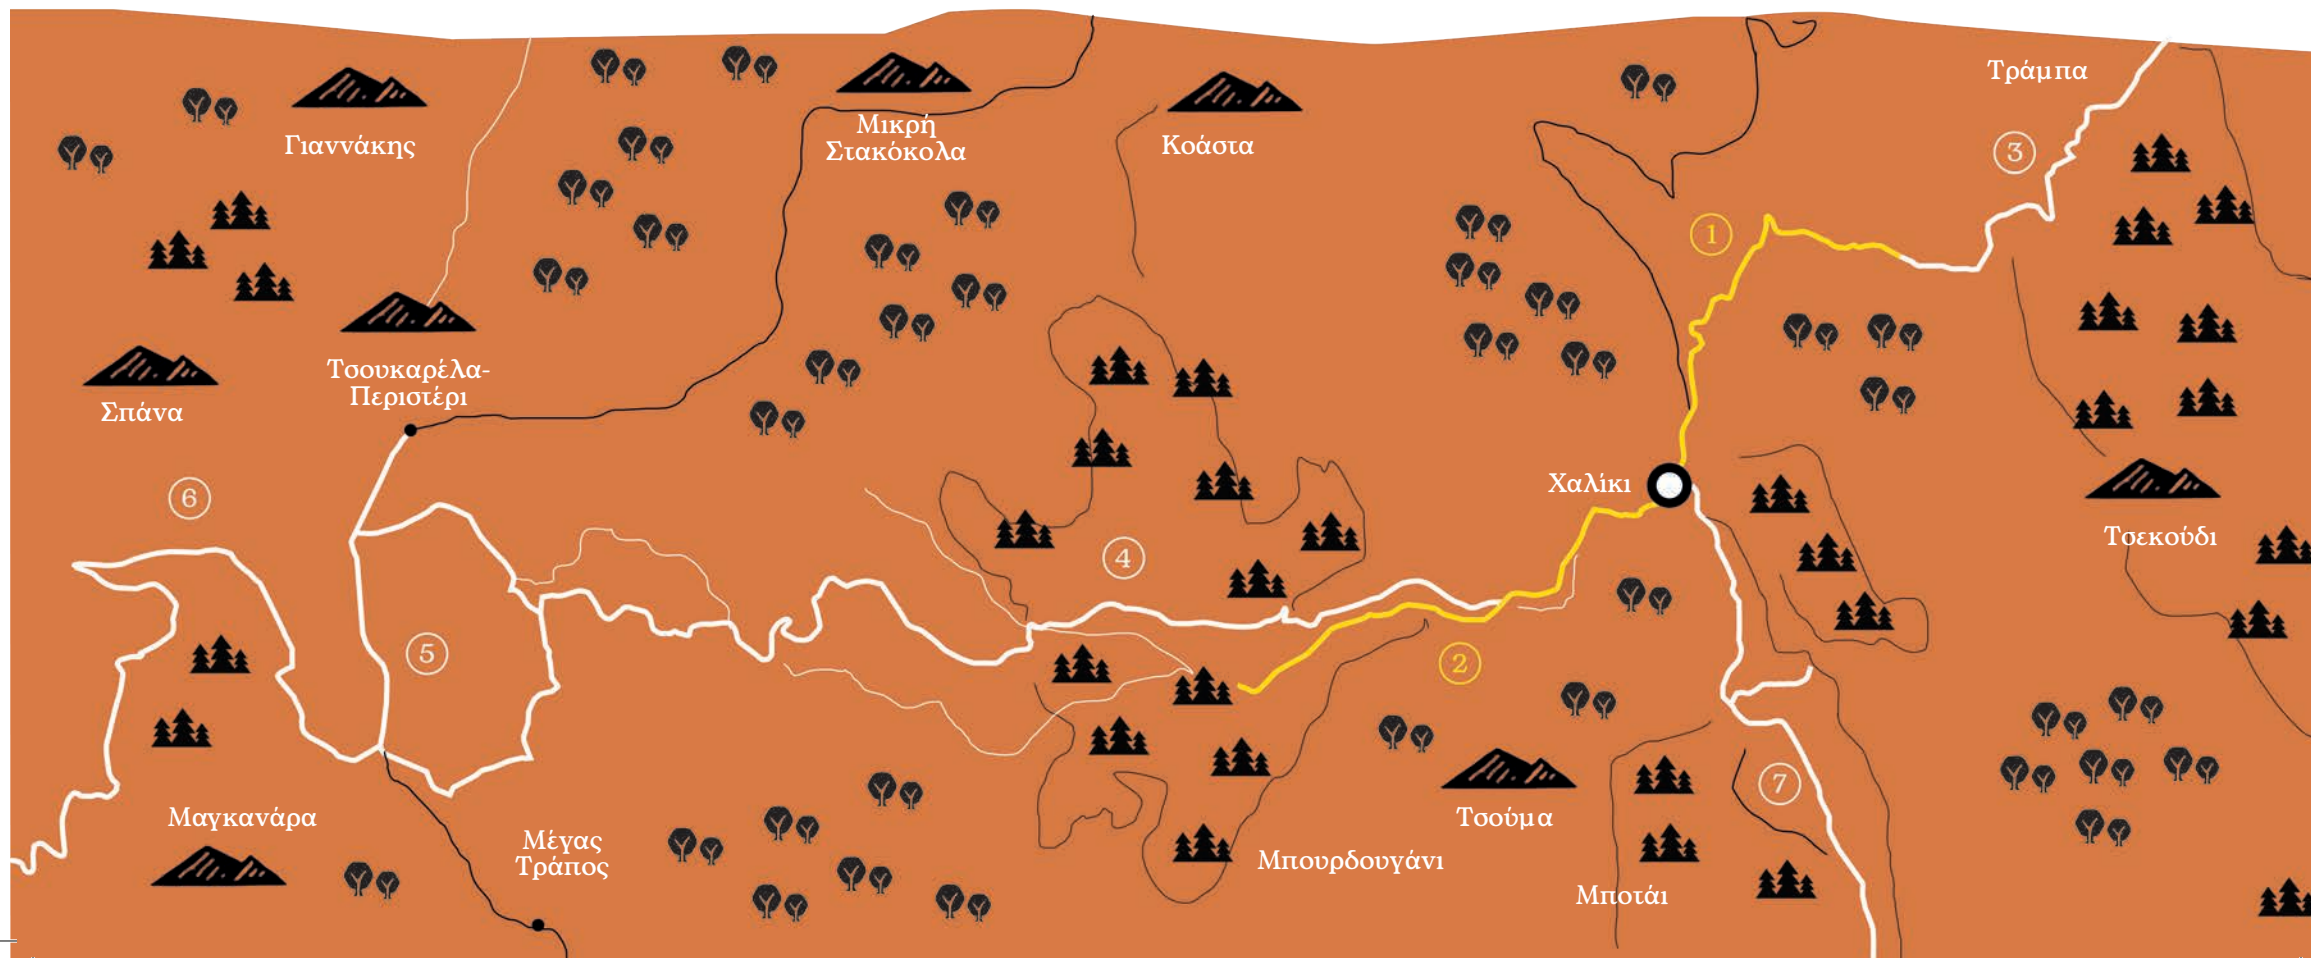 Τράμπα
Γιαννάκης
Μικρή
Στακόκολα
Κοάστα
3
1
Τσουκαρέλα-
Περιστέρι
Σπάνα
6
Χαλίκι
Τσεκούδι
4
5
2
7
Μαγκανάρα
Μέγας
Τράπος
Τσούμα
Μπουρδουγάνι
Μποτάι